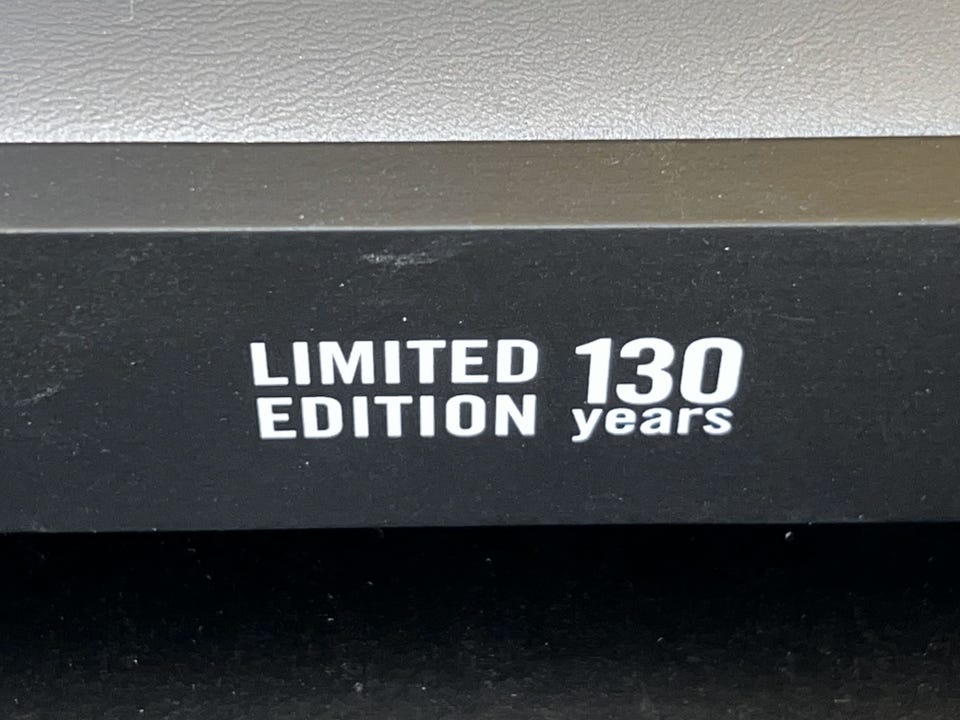 LIMITED
EDITION
130
years